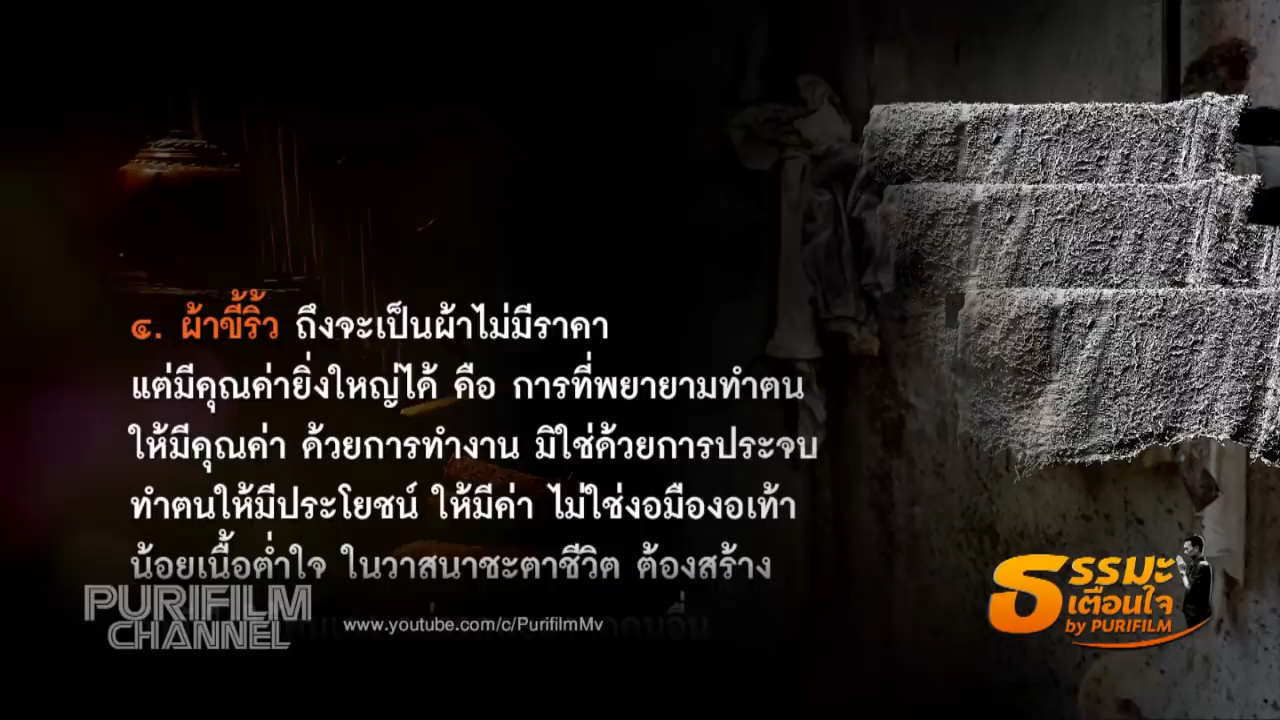 ๔. ผ้าขี้ริ้ว ถึงจะเป็นผ้าไม่มีราคา
แต่มีคุณค่ายิ่งใหญ่ได้ คือ การที่พยายามทำตน
ให้มีคุณค่า ด้วยการทำงาน มิใช่ด้วยการประจบ
ทำตนให้มีประโยชน์ ให้มีค่า ไม่ใช่งอมืองอเท้า
น้อยเนื้อต่ำใจ ในวาสนาชะตาชีวิต ต้องสร้าง
PURIFILM
CHANNEL
www.youtube.com/c/PurifilmMv
ธรรมะ
เตือนใจ
by PURIFILM